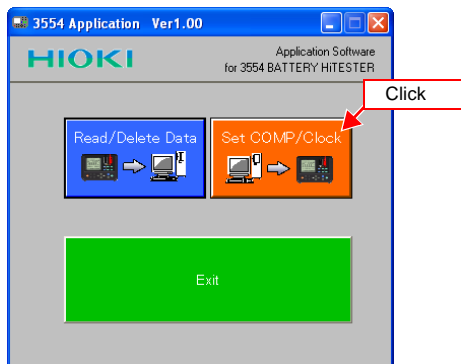 3554 Application   Ver1.00
HIOKI
Application Software
for 3554 BATTERY HiTESTER
Click
Read/Delete Data
Set COMP/Clock
Exit